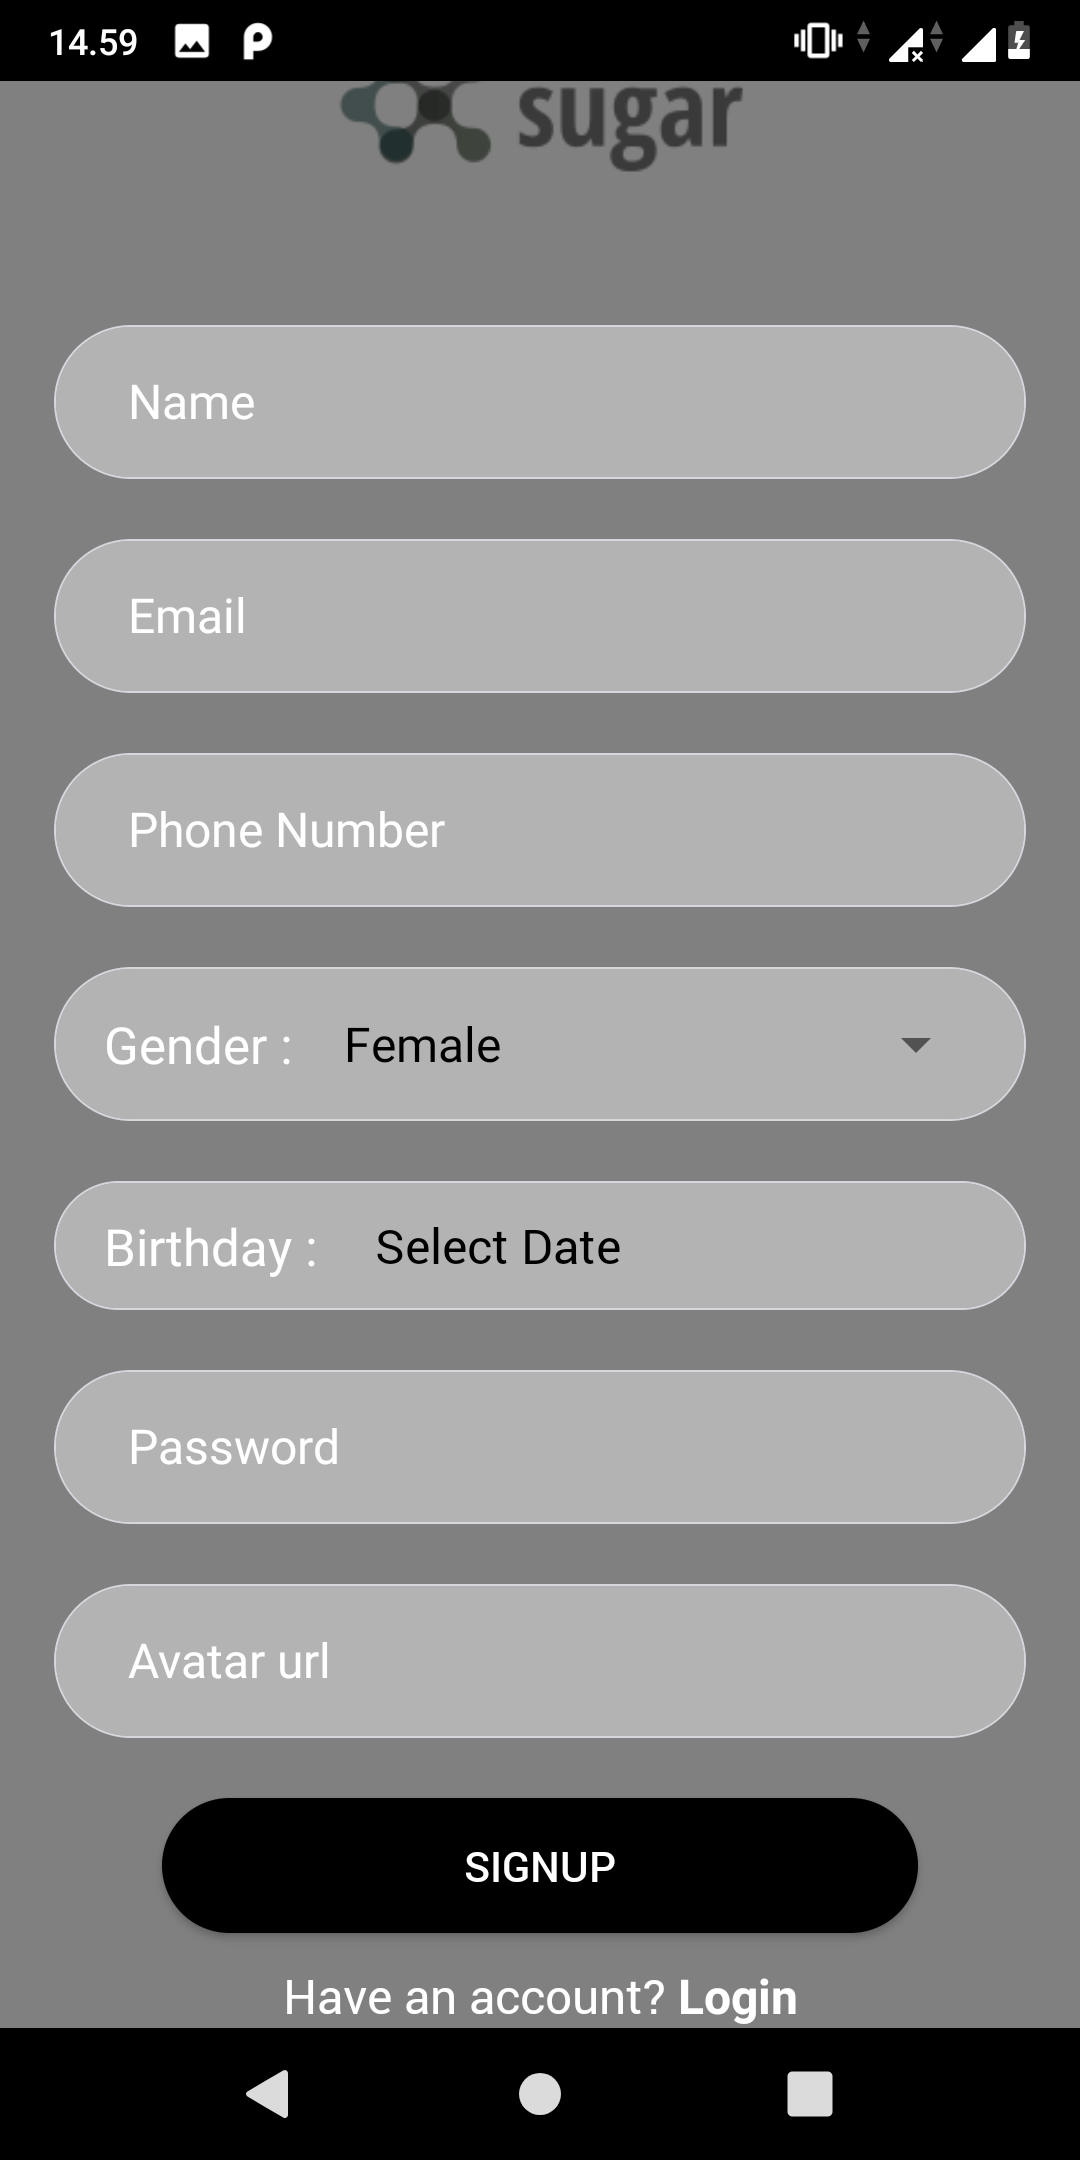 14.59
sugar
Name
Email
Phone Number
Gender : Female
Birthday : Select Date
Password
Avatar url
SIGNUP
Have an account? Login